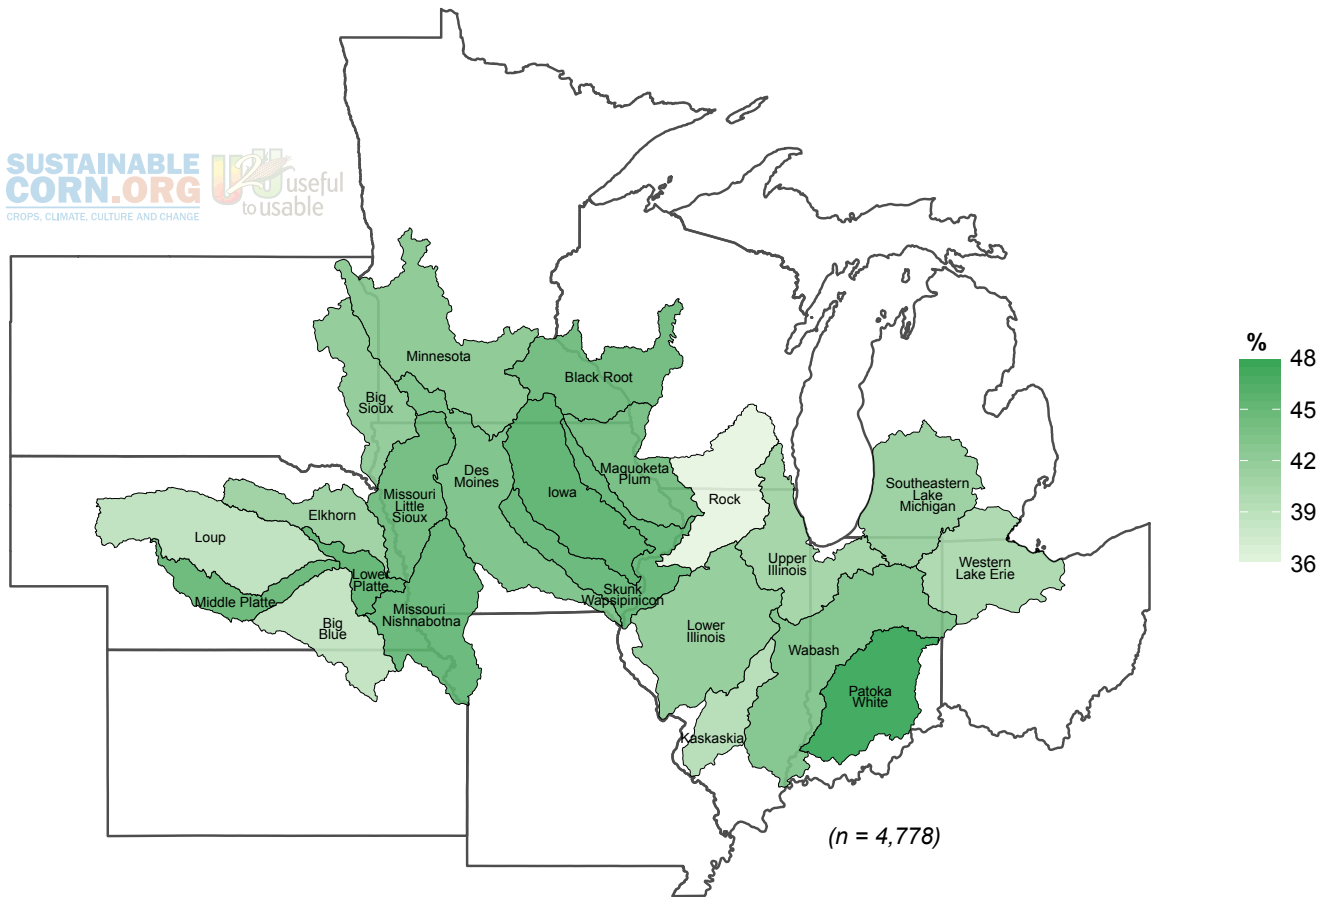 SUSTAINABLE
CORN.ORG
CROPS, CLIMATE, CULTURE AND CHANGE
U2U useful
to usable
Minnesota
Black Root
Big
Sioux
Des
Moines
Maquoketa
Plum
Iowa
Rock
Missouri
Little
Sioux
Southeastern
Lake
Michigan
Elkhorn
Loup
Upper
Illinois
Western
Lake Erie
Lower
Platte
Middle Platte
Skunk
Wapsipinicon
Missouri
Nishnabotna
Big
Blue
Lower
Illinois
Wabash
Patoka
White
Kaskaskia
(n = 4,778)
%
48
45
42
39
36